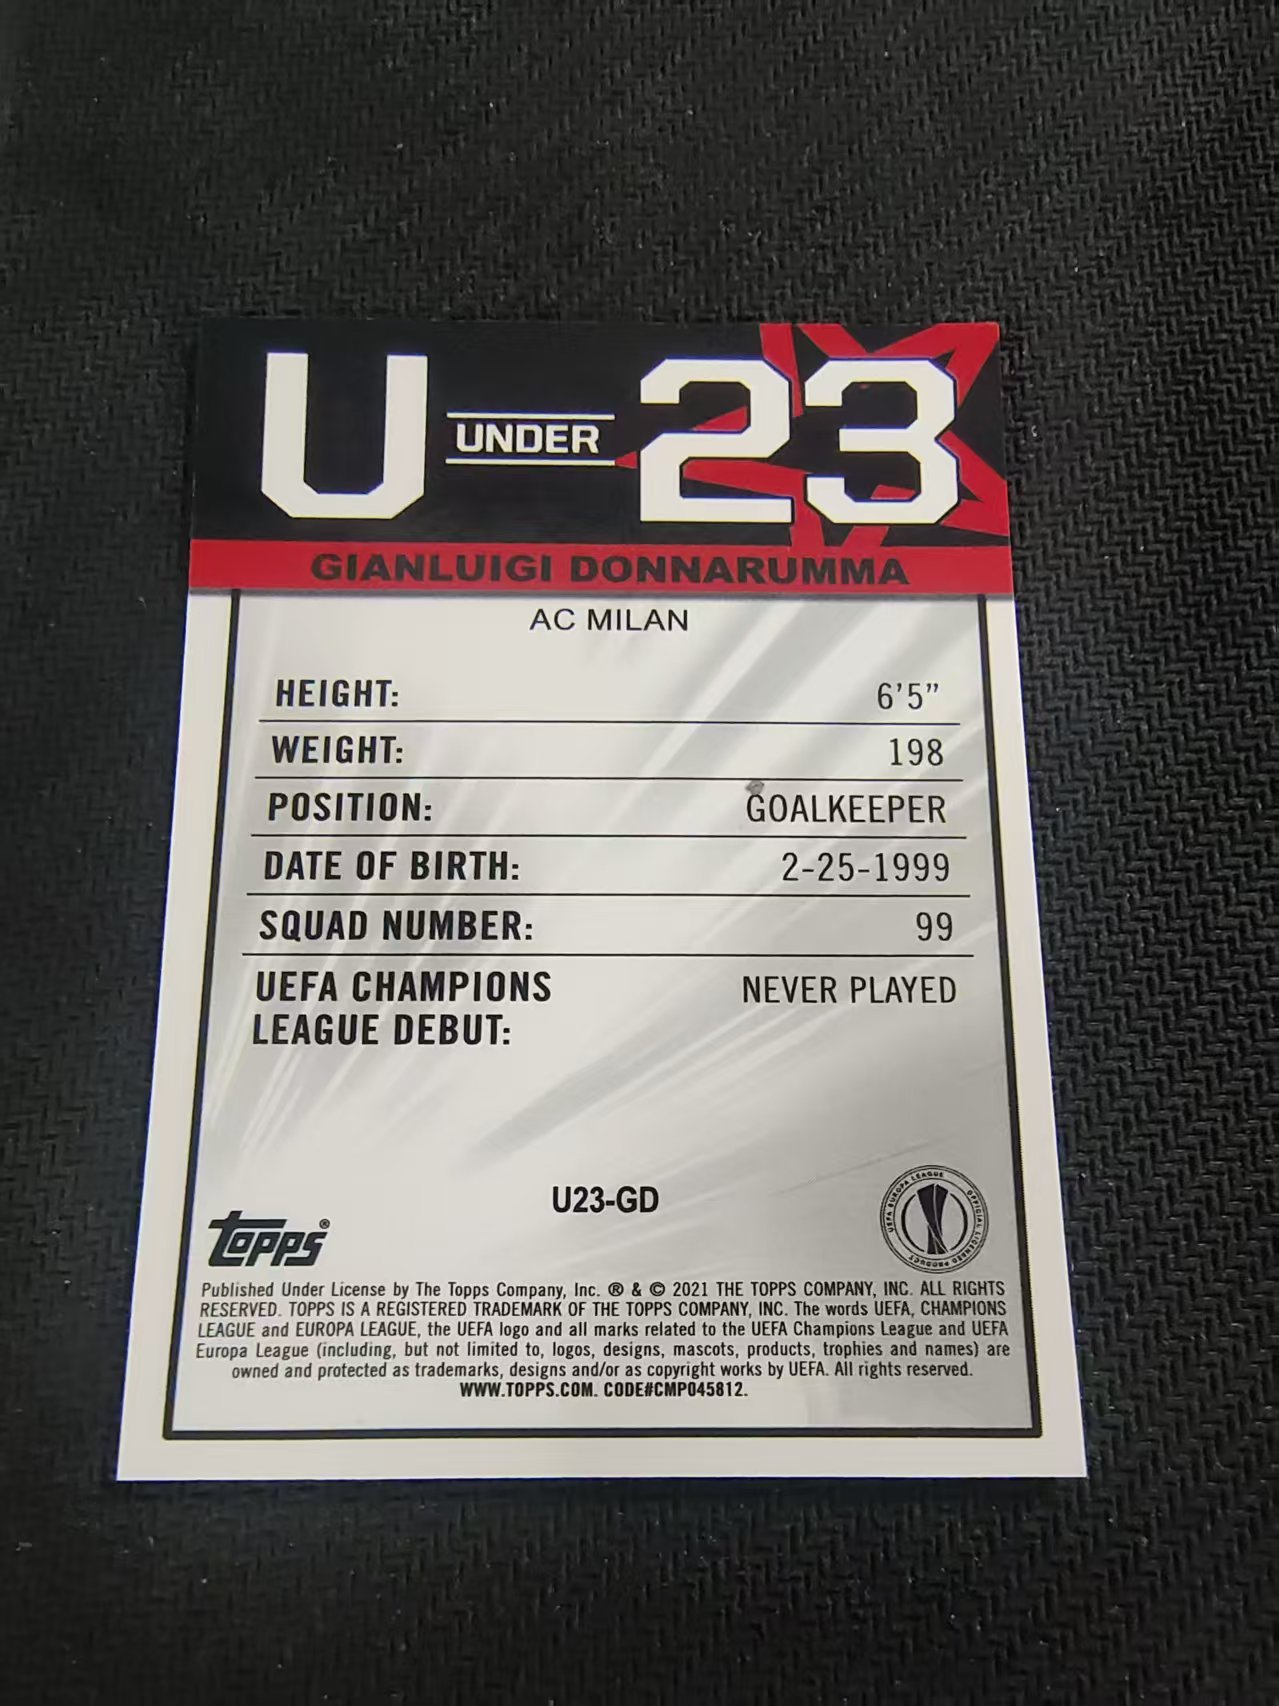 U UNDER 23
GIANLUIGI DONNARUMMA
AC MILAN
HEIGHT: 6'5"
WEIGHT: 198
POSITION: GOALKEEPER
DATE OF BIRTH: 2-25-1999
SQUAD NUMBER: 99
UEFA CHAMPIONS NEVER PLAYED
LEAGUE DEBUT:
U23-GD
topps®
UEFA EUROPA LEAGUE OFFICIAL LICENSED PRODUCT
Published Under License by The Topps Company, Inc. ® & © 2021 THE TOPPS COMPANY, INC. ALL RIGHTS
RESERVED. TOPPS IS A REGISTERED TRADEMARK OF THE TOPPS COMPANY, INC. The words UEFA, CHAMPIONS
LEAGUE and EUROPA LEAGUE, the UEFA logo and all marks related to the UEFA Champions League and UEFA
Europa League (including, but not limited to, logos, designs, mascots, products, trophies and names) are
owned and protected as trademarks, designs and/or as copyright works by UEFA. All rights reserved.
WWW.TOPPS.COM. CODE#CMP045812.